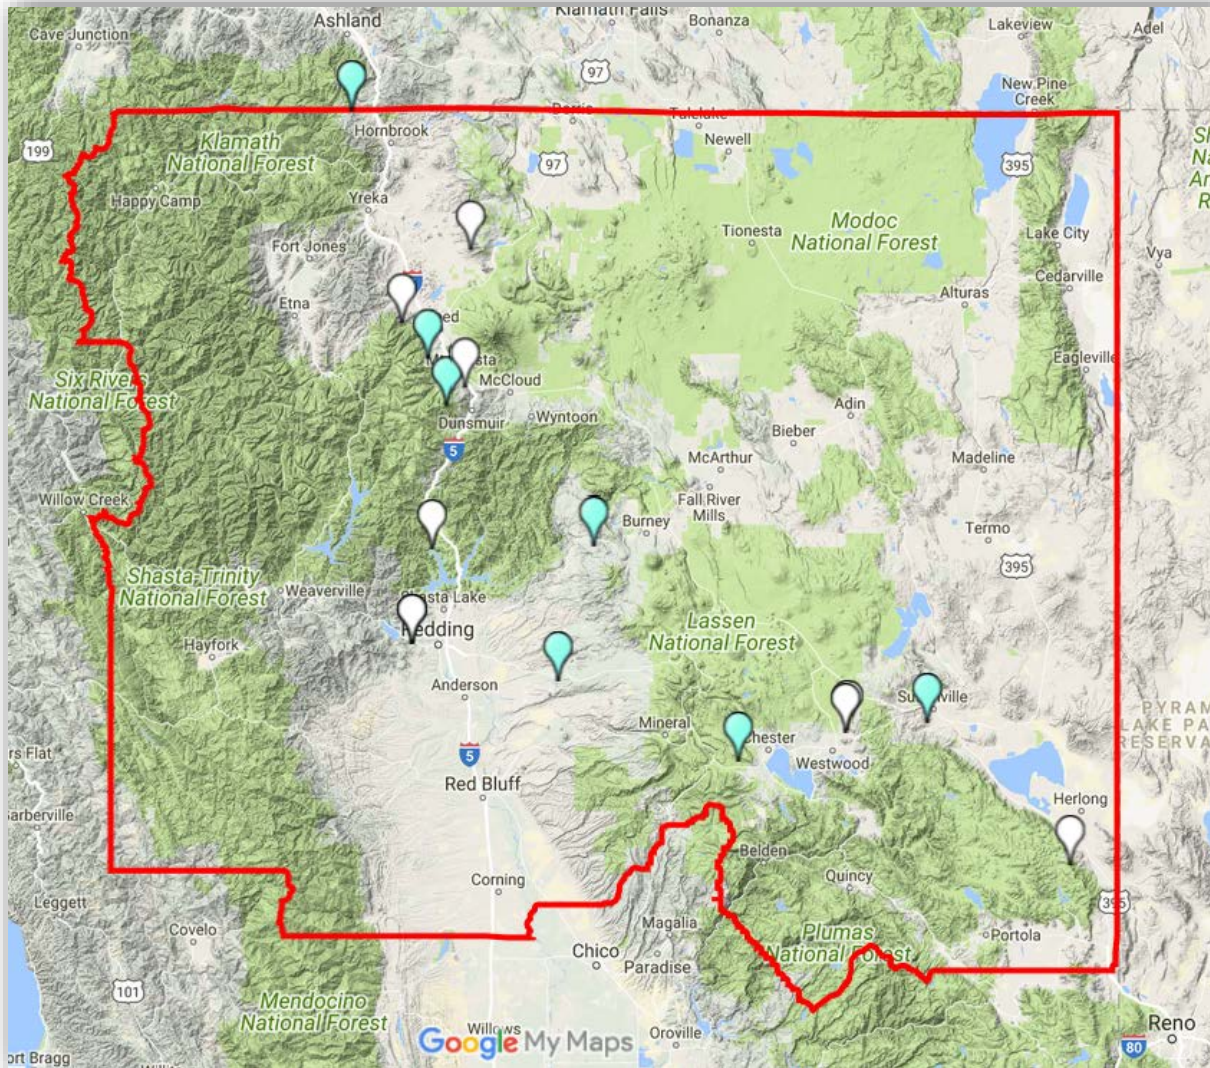 Ashland
Klamath Falls
Bonanza
Lakeview
Adel
Cave Junction
97
New Pine
Creek
Dorris
Tulelake
Hornbrook
Newell
199
Klamath
National Forest
97
395
Happy Camp
Yreka
Modoc
National Forest
Tionesta
Lake City
Vya
Fort Jones
Cedarville
Etna
Alturas
Eagleville
Six Rivers
National Forest
McCloud
Dunsmuir
Wyntoon
Adin
Bieber
5
McArthur
Madeline
Willow Creek
Fall River
Mills
Burney
Termo
395
Shasta-Trinity
National Forest
Weaverville
Shasta Lake
Redding
Lassen
National Forest
Hayfork
Anderson
Mineral
Chester
Westwood
5
Red Bluff
Herlong
Belden
Quincy
Corning
395
Leggett
Covelo
Magalia
Plumas
National Forest
Portola
Chico
Paradise
101
Mendocino
National Forest
Willows
Oroville
Google My Maps
Reno
80